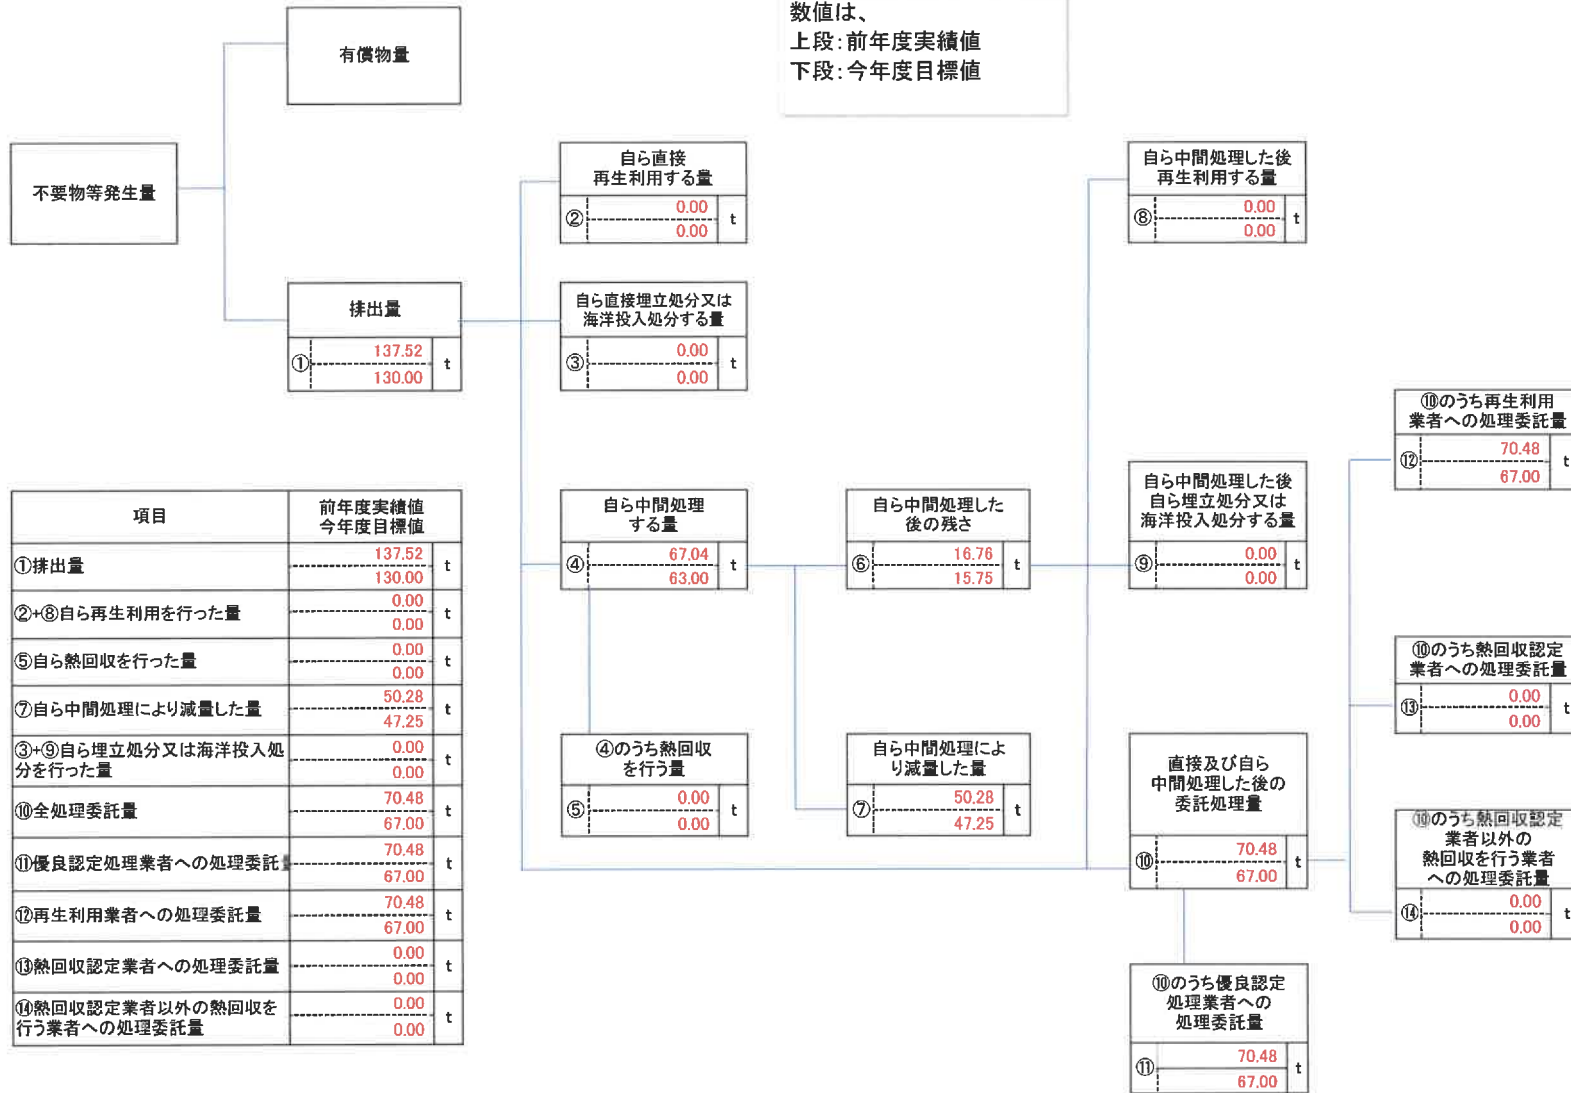 数値は、
上段:前年度実績値
下段:今年度目標値
有償物量
不要物等発生量
排出量
①
137.52
130.00
t
自ら直接
再生利用する量
②
0.00
0.00
t
自ら直接埋立処分又は
海洋投入処分する量
③
0.00
0.00
t
自ら中間処理
する量
④
67.04
63.00
t
④のうち熱回収
を行う量
⑤
0.00
0.00
t
自ら中間処理した
後の残さ
⑥
16.76
15.75
t
自ら中間処理によ
り減量した量
⑦
50.28
47.25
t
自ら中間処理した後
再生利用する量
⑧
0.00
0.00
t
自ら中間処理した後
自ら埋立処分又は
海洋投入処分する量
⑨
0.00
0.00
t
直接及び自ら
中間処理した後の
委託処理量
⑩
70.48
67.00
t
⑩のうち優良認定
処理業者への
処理委託量
⑪
70.48
67.00
t
⑩のうち再生利用
業者への処理委託量
⑫
70.48
67.00
t
⑩のうち熱回収認定
業者への処理委託量
⑬
0.00
0.00
t
⑩のうち熱回収認定
業者以外の
熱回収を行う業者
への処理委託量
⑭
0.00
0.00
t
項目
前年度実績値
今年度目標値
①排出量
137.52
130.00
t
②+⑧自ら再生利用を行った量
0.00
0.00
t
⑤自ら熱回収を行った量
0.00
0.00
t
⑦自ら中間処理により減量した量
50.28
47.25
t
③+⑨自ら埋立処分又は海洋投入処
分を行った量
0.00
0.00
t
⑩全処理委託量
70.48
67.00
t
⑪優良認定処理業者への処理委託
70.48
67.00
t
⑫再生利用業者への処理委託量
70.48
67.00
t
⑬熱回収認定業者への処理委託量
0.00
0.00
t
⑭熱回収認定業者以外の熱回収を
行う業者への処理委託量
0.00
0.00
t